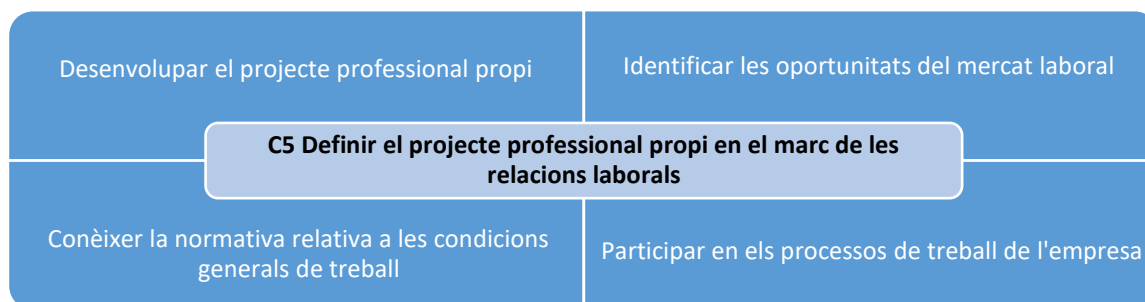 Desenvolupar el projecte professional propi
Identificar les oportunitats del mercat laboral
C5 Definir el projecte professional propi en el marc de les
relacions laborals
Conèixer la normativa relativa a les condicions
generals de treball
Participar en els processos de treball de l'empresa